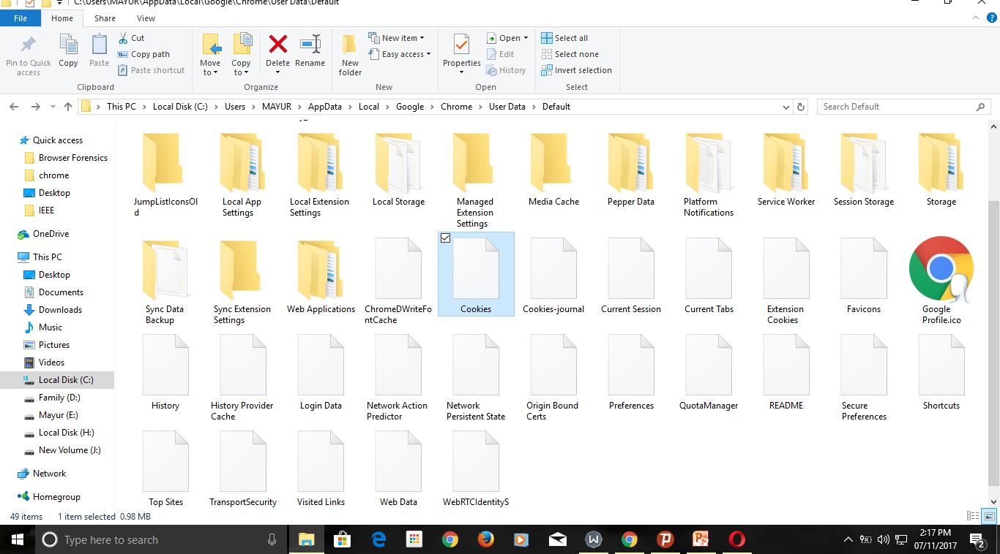 C:\Users\MAYUR\AppData\Local\Google\Chrome\User Data\Default
File Home Share View
Pin to Quick access
Copy
Paste
Cut
Copy path
Paste shortcut
Clipboard
Move to
Copy to
Delete
Rename
Organize
New folder
New item
Easy access
New
Properties
Open
Edit
History
Open
Select all
Select none
Invert selection
Select
This PC > Local Disk (C:) > Users > MAYUR > AppData > Local > Google > Chrome > User Data > Default
Search Default
Quick access
Browser Forensics
chrome
Desktop
IEEE
OneDrive
This PC
Desktop
Documents
Downloads
Music
Pictures
Videos
Local Disk (C:)
Family (D:)
Mayur (E:)
Local Disk (H:)
New Volume (J:)
Network
Homegroup
JumpListIconsOl
d
Local App
Settings
Local Extension
Settings
Local Storage
Managed
Extension
Settings
Media Cache
Pepper Data
Platform
Notifications
Service Worker
Session Storage
Storage
Sync Data
Backup
Sync Extension
Settings
Web Applications
ChromeDWriteFo
ntCache
Cookies
Cookies-journal
Current Session
Current Tabs
Extension
Cookies
Favicons
Google
Profile.ico
History
History Provider
Cache
Login Data
Network Action
Predictor
Network
Persistent State
Origin Bound
Certs
Preferences
QuotaManager
README
Secure
Preferences
Shortcuts
Top Sites
TransportSecurity
Visited Links
Web Data
WebRTCIdentityS
49 items 1 item selected 0.98 MB
Type here to search
2:17 PM
07/11/2017
2